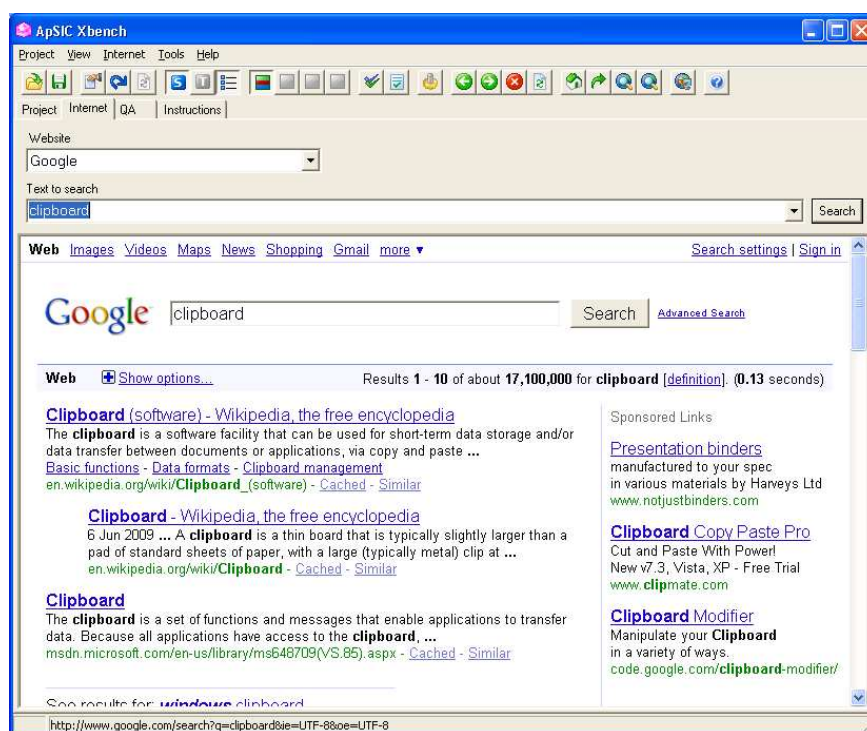 ApSIC Xbench
Project View Internet Tools Help
Project Internet QA Instructions
Website
Google
Text to search
clipboard Search
Web Images Videos Maps News Shopping Gmail more ▼ Search settings | Sign in
Google clipboard Search Advanced Search
Web Show options... Results 1 - 10 of about 17,100,000 for clipboard [definition]. (0.13 seconds)
Clipboard (software) - Wikipedia, the free encyclopedia
The clipboard is a software facility that can be used for short-term data storage and/or
data transfer between documents or applications, via copy and paste ...
Basic functions - Data formats - Clipboard management
en.wikipedia.org/wiki/Clipboard_(software) - Cached - Similar
Clipboard - Wikipedia, the free encyclopedia
6 Jun 2009 ... A clipboard is a thin board that is typically slightly larger than a
pad of standard sheets of paper, with a large (typically metal) clip at ...
en.wikipedia.org/wiki/Clipboard - Cached - Similar
Clipboard
The clipboard is a set of functions and messages that enable applications to transfer
data. Because all applications have access to the clipboard, ...
msdn.microsoft.com/en-us/library/ms648709(VS.85).aspx - Cached - Similar
See results for: windows clipboard
Sponsored Links
Presentation binders
manufactured to your spec
in various materials by Harveys Ltd
www.notjustbinders.com
Clipboard Copy Paste Pro
Cut and Paste With Power!
New v7.3, Vista, XP - Free Trial
www.clipmate.com
Clipboard Modifier
Manipulate your Clipboard
in a variety of ways.
code.google.com/clipboard-modifier/
http://www.google.com/search?q=clipboard&ie=UTF-8&oe=UTF-8